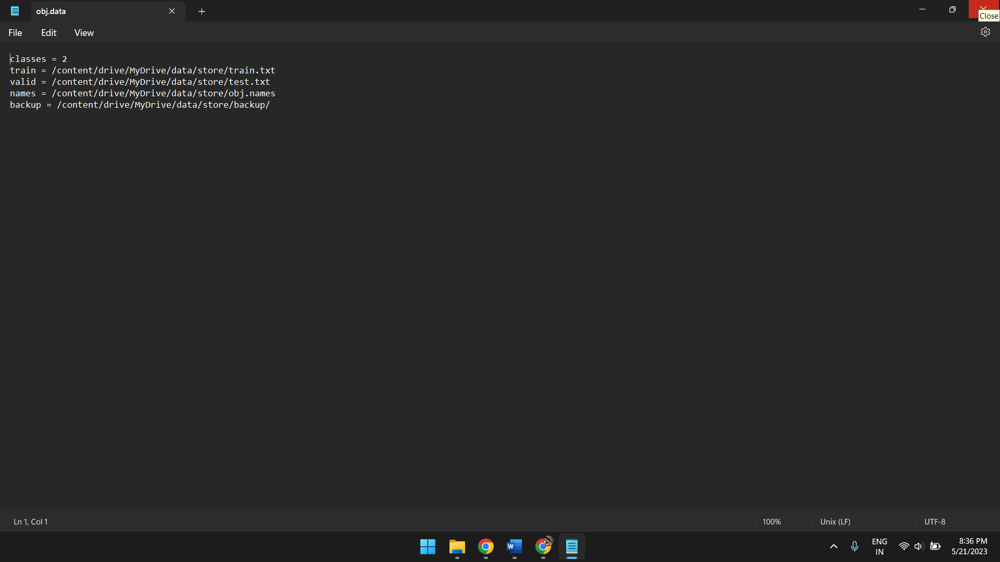 obj.data
Close
File Edit View
classes = 2
train = /content/drive/MyDrive/data/store/train.txt
valid = /content/drive/MyDrive/data/store/test.txt
names = /content/drive/MyDrive/data/store/obj.names
backup = /content/drive/MyDrive/data/store/backup/
Ln 1, Col 1 100% Unix (LF) UTF-8
W
ENG 8:36 PM
IN 5/21/2023